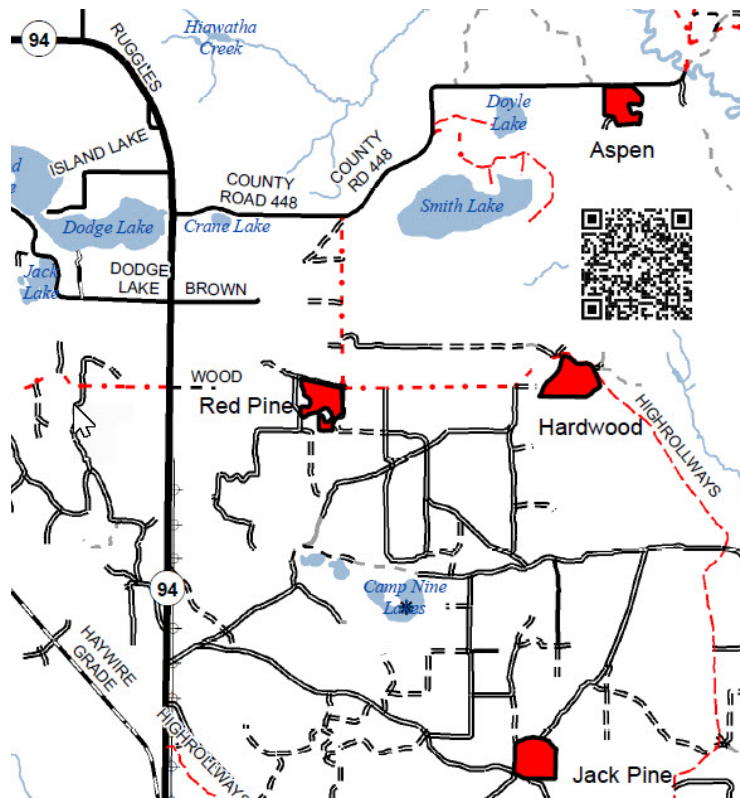 Hiawatha
Creek
94
RUGGLES
Doyle
Lake
Aspen
ISLAND LAKE
COUNTY
RD 448
COUNTY
ROAD 448
Smith Lake
Dodge Lake
Crane Lake
Jack
Lake
DODGE
LAKE
BROWN
WOOD
Red Pine
Hardwood
HIGHROLLWAYS
Camp Nine
Lakes
94
HAYWIRE
GRADE
HIGHROLLWAYS
Jack Pine